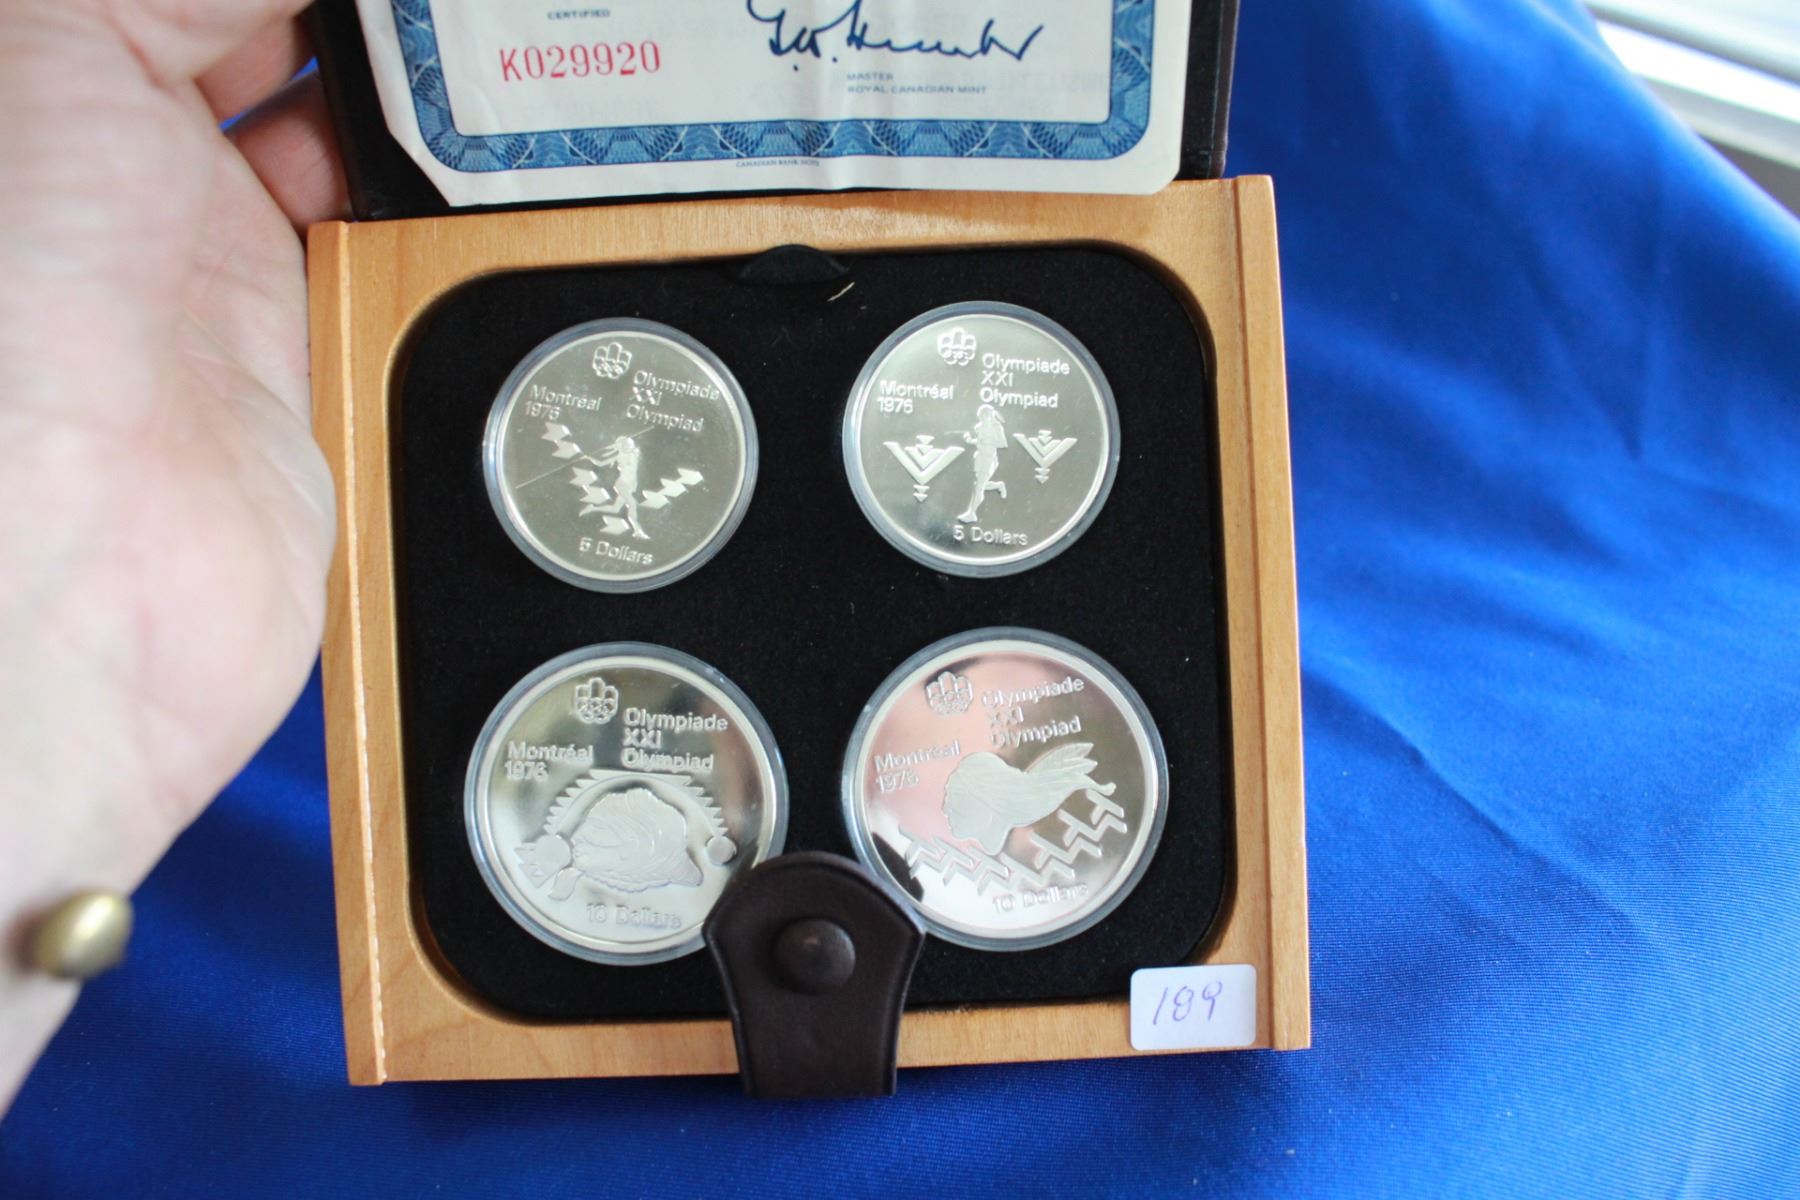 CERTIFIED
K029920
MASTER
ROYAL CANADIAN MINT
CANADIAN BANK NOTE
Olympiade
XXI
Olympiad
Montréal
1976
5 Dollars
Olympiade
XXI
Olympiad
Montréal
1976
5 Dollars
Olympiade
XXI
Olympiad
Montréal
1976
10 Dollars
Olympiade
XXI
Olympiad
Montréal
1976
10 Dollars
189